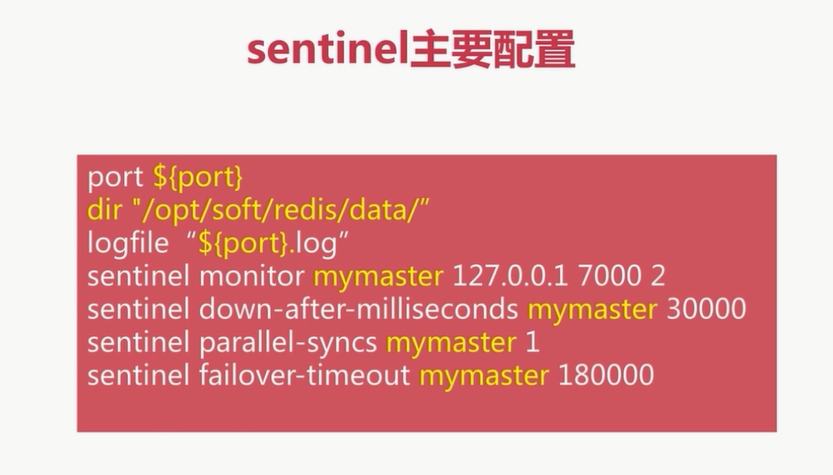 sentinel主要配置
port ${port}
dir "/opt/soft/redis/data/”
logfile “${port}.log”
sentinel monitor mymaster 127.0.0.1 7000 2
sentinel down-after-milliseconds mymaster 30000
sentinel parallel-syncs mymaster 1
sentinel failover-timeout mymaster 180000